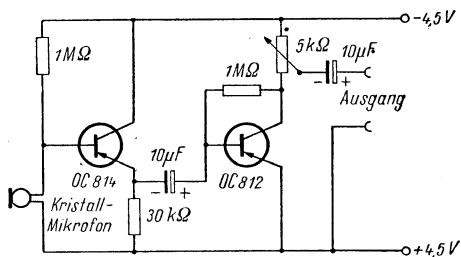 −4,5V
5kΩ
10µF
1MΩ
1MΩ
− +
Ausgang
10µF
OC 814
− +
OC 812
Kristall-
Mikrofon
30 kΩ
+4,5V